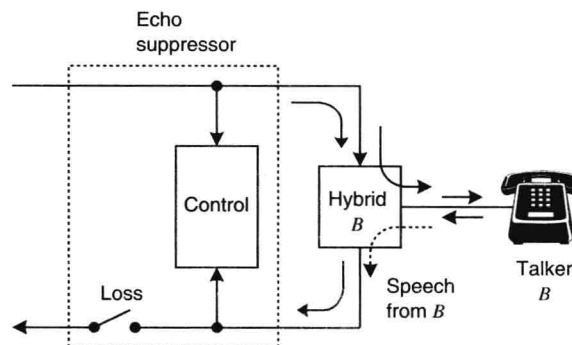 Echo
suppressor
Control
Hybrid
B
Loss
Speech
from B
Talker
B